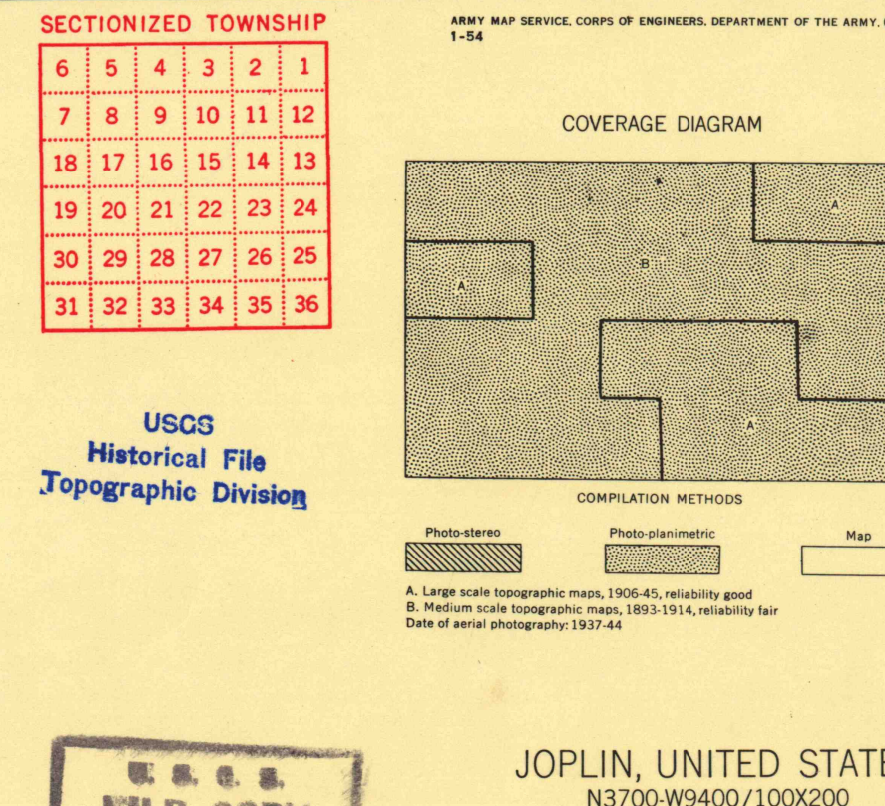 SECTIONIZED TOWNSHIP
6 5 4 3 2 1
7 8 9 10 11 12
18 17 16 15 14 13
19 20 21 22 23 24
30 29 28 27 26 25
31 32 33 34 35 36
USGS
Historical File
Topographic Division
ARMY MAP SERVICE, CORPS OF ENGINEERS, DEPARTMENT OF THE ARMY,
1-54
COVERAGE DIAGRAM
A
B
A
A
COMPILATION METHODS
Photo-stereo Photo-planimetric Map
A. Large scale topographic maps, 1906-45, reliability good
B. Medium scale topographic maps, 1893-1914, reliability fair
Date of aerial photography: 1937-44
U. S. G. S.
JOPLIN, UNITED STATE
N3700-W9400/100X200